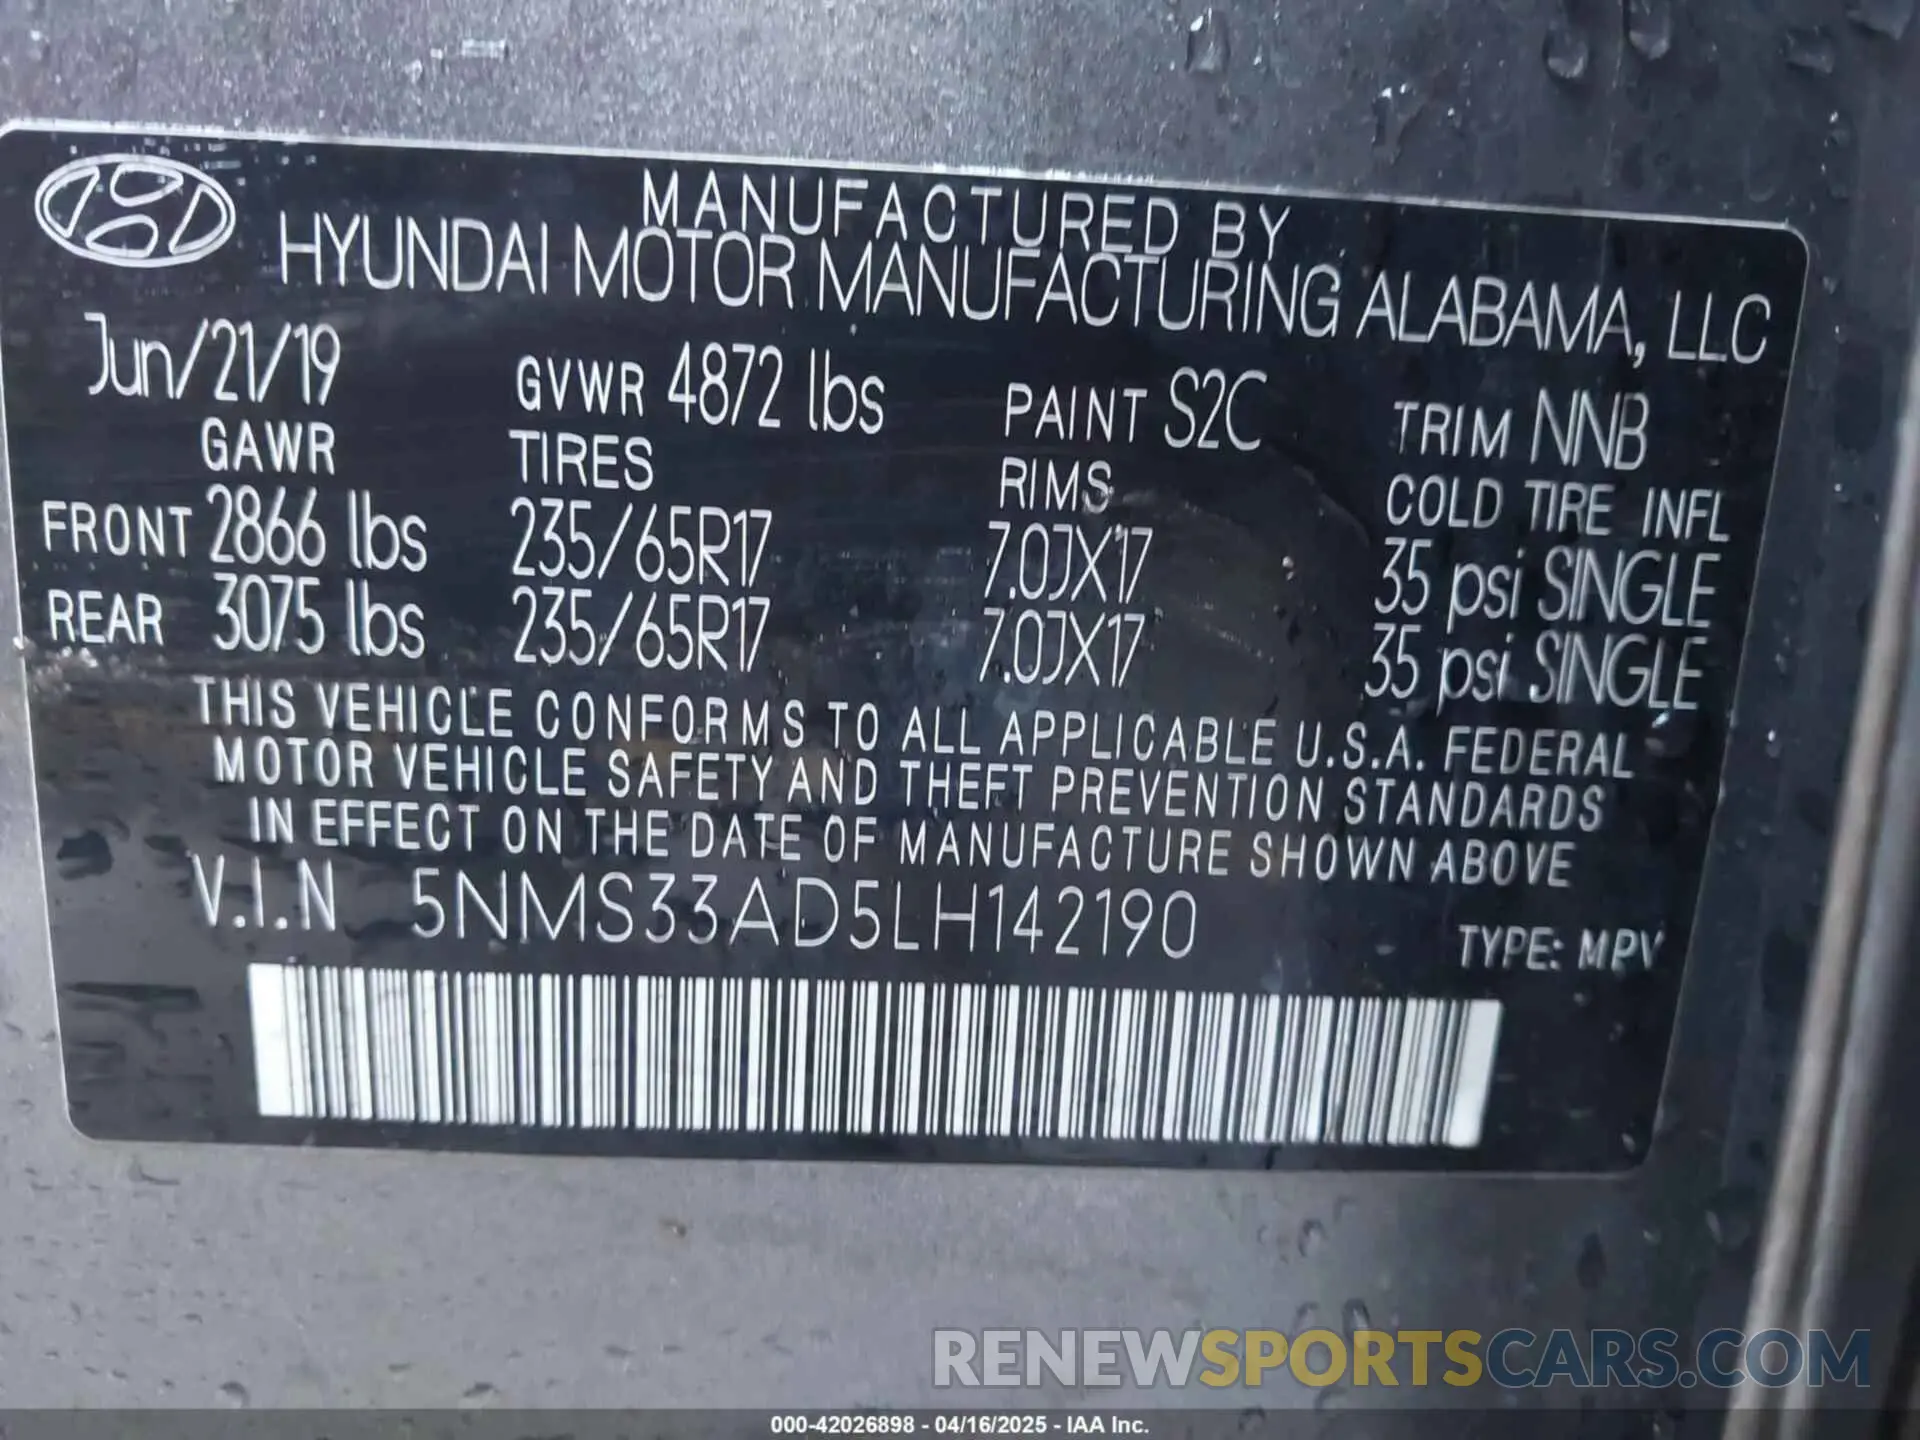 MANUFACTURED BY
HYUNDAI MOTOR MANUFACTURING ALABAMA, LLC
Jun/21/19 GVWR 4872 lbs PAINT S2C TRIM NNB
GAWR TIRES RIMS COLD TIRE INFL
FRONT 2866 lbs 235/65R17 7.0JX17 35 psi SINGLE
REAR 3075 lbs 235/65R17 7.0JX17 35 psi SINGLE
THIS VEHICLE CONFORMS TO ALL APPLICABLE U.S.A. FEDERAL
MOTOR VEHICLE SAFETY AND THEFT PREVENTION STANDARDS
IN EFFECT ON THE DATE OF MANUFACTURE SHOWN ABOVE
V.I.N 5NMS33AD5LH142190
TYPE: MPV
RENEWSPORTSCARS.COM
000-42026898 - 04/16/2025 - IAA Inc.